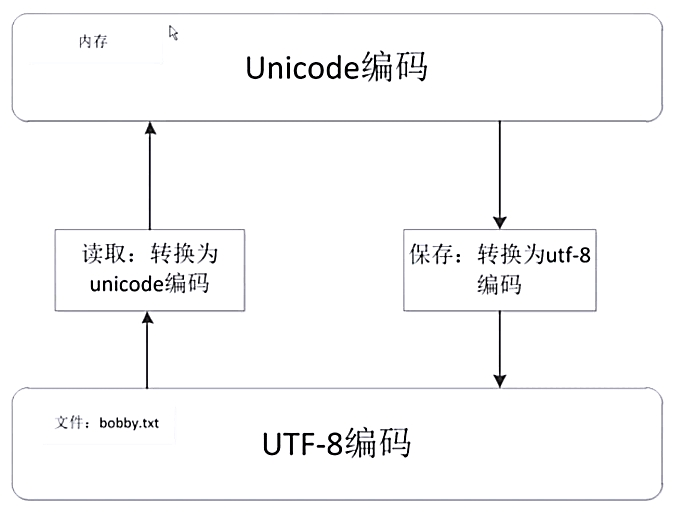 内存
Unicode编码
读取：转换为
unicode编码
保存：转换为utf-8
编码
文件：bobby.txt
UTF-8编码